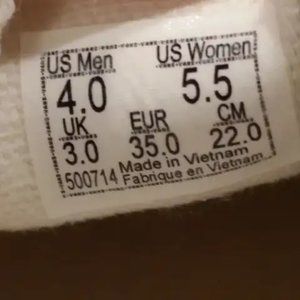 US Men US Women
4.0 5.5
UK EUR CM
3.0 35.0 22.0
500714 Made in Vietnam
Fabrique en Vietnam